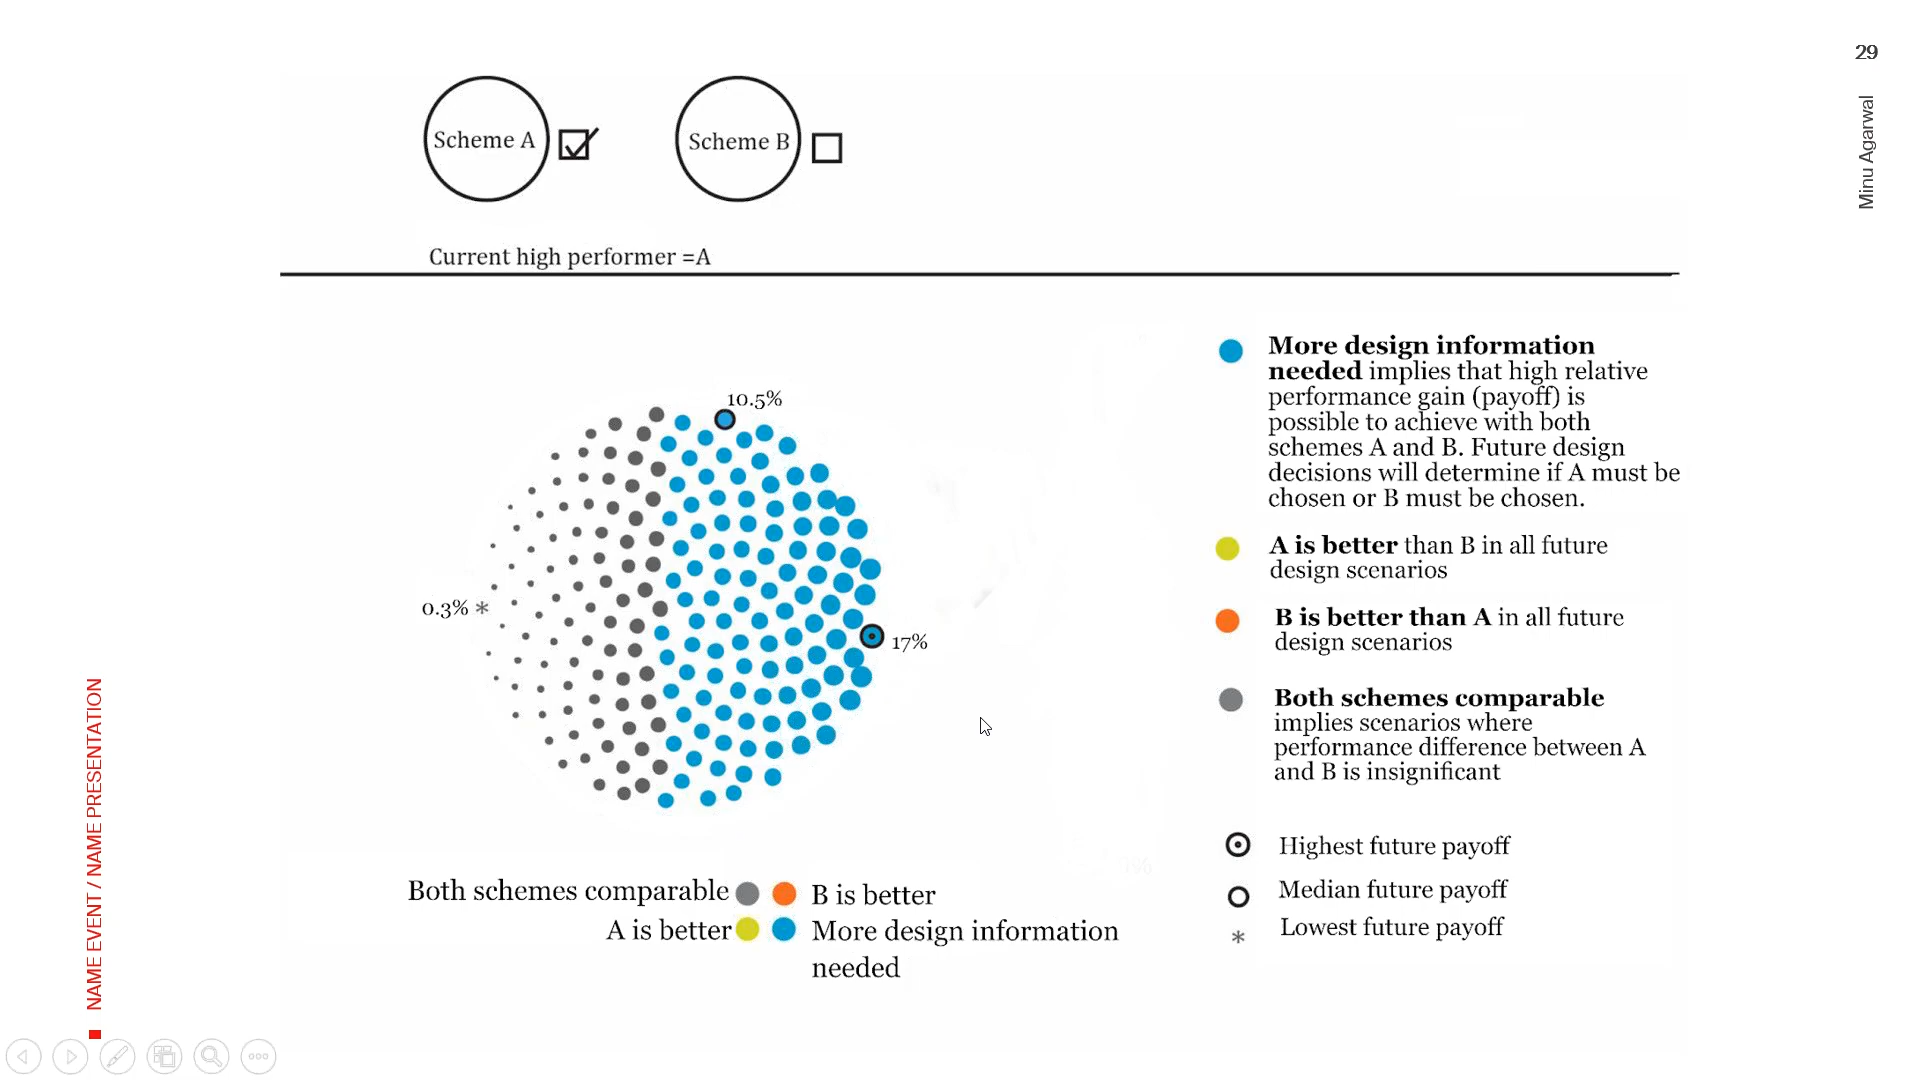 29
Minu Agarwal
Scheme A
Scheme B
Current high performer =A
10.5%
0.3% *
17%
Both schemes comparable
B is better
A is better
More design information
needed
More design information
needed implies that high relative
performance gain (payoff) is
possible to achieve with both
schemes A and B. Future design
decisions will determine if A must be
chosen or B must be chosen.
A is better than B in all future
design scenarios
B is better than A in all future
design scenarios
Both schemes comparable
implies scenarios where
performance difference between A
and B is insignificant
Highest future payoff
Median future payoff
* Lowest future payoff
NAME EVENT / NAME PRESENTATION